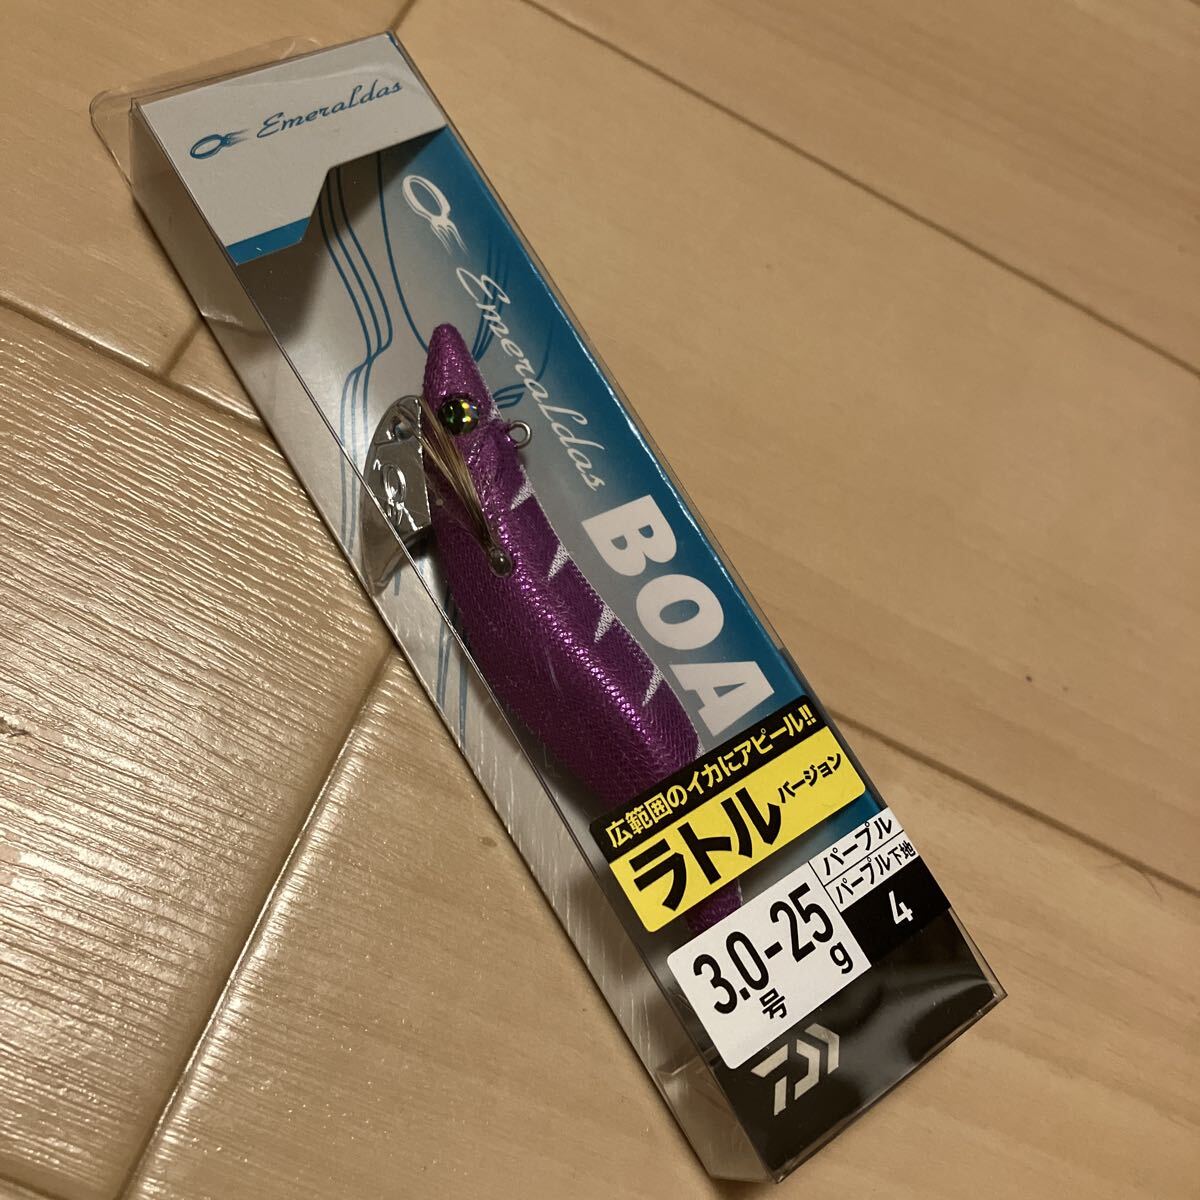 Emeraldas
Emeraldas
BOA
広範囲のイカにアピール!!
ラトルバージョン
パープル
パープル下地
4
3.0号-25g